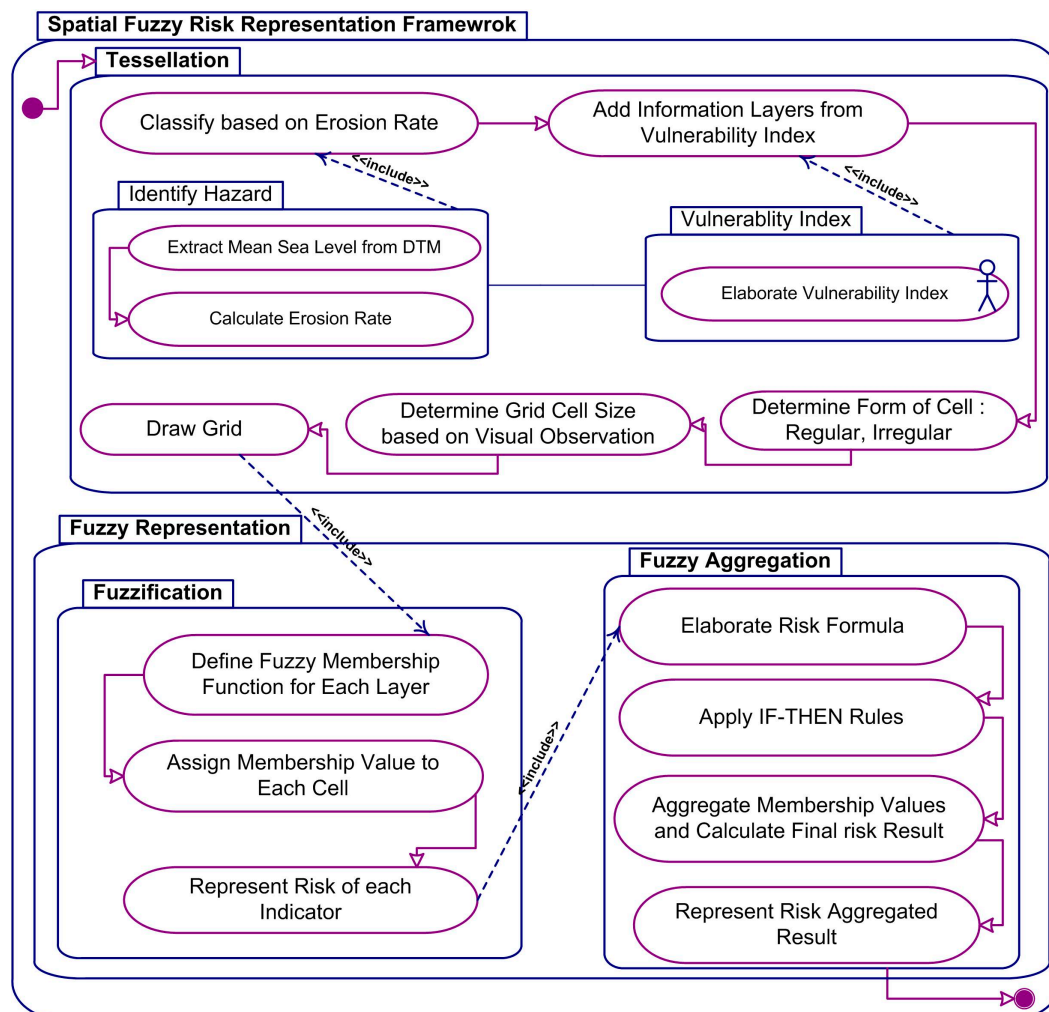 Spatial Fuzzy Risk Representation Framewrok
Tessellation
Classify based on Erosion Rate
Add Information Layers from
Vulnerability Index
<<include>>
<<include>>
Identify Hazard
Extract Mean Sea Level from DTM
Calculate Erosion Rate
Vulnerablity Index
Elaborate Vulnerability Index
Draw Grid
Determine Grid Cell Size
based on Visual Observation
Determine Form of Cell :
Regular, Irregular
<<include>>
Fuzzy Representation
Fuzzification
Define Fuzzy Membership
Function for Each Layer
Assign Membership Value to
Each Cell
Represent Risk of each
Indicator
<<include>>
Fuzzy Aggregation
Elaborate Risk Formula
Apply IF-THEN Rules
Aggregate Membership Values
and Calculate Final risk Result
Represent Risk Aggregated
Result